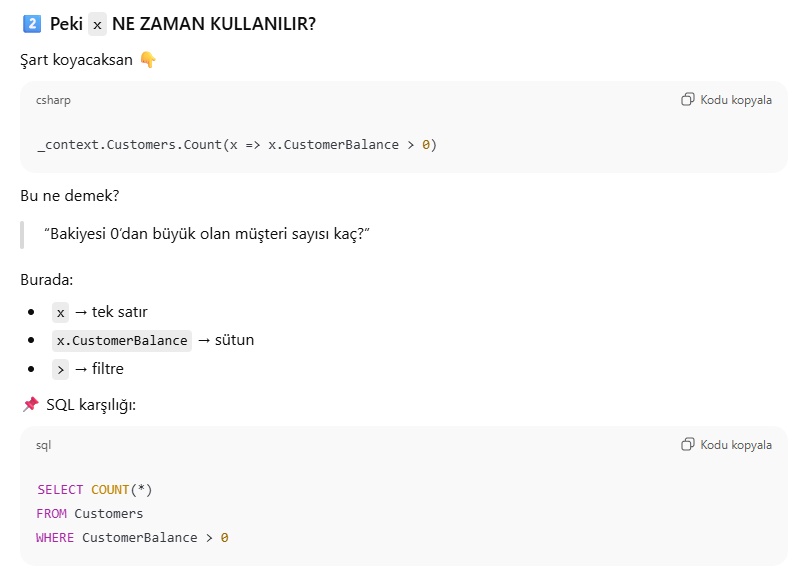 2️⃣ Peki x NE ZAMAN KULLANILIR?
Şart koyacaksan 👇
csharp
Kodu kopyala
_context.Customers.Count(x => x.CustomerBalance > 0)
Bu ne demek?
“Bakiyesi 0’dan büyük olan müşteri sayısı kaç?”
Burada:
• x → tek satır
• x.CustomerBalance → sütun
• > → filtre
📌 SQL karşılığı:
sql
Kodu kopyala
SELECT COUNT(*)
FROM Customers
WHERE CustomerBalance > 0